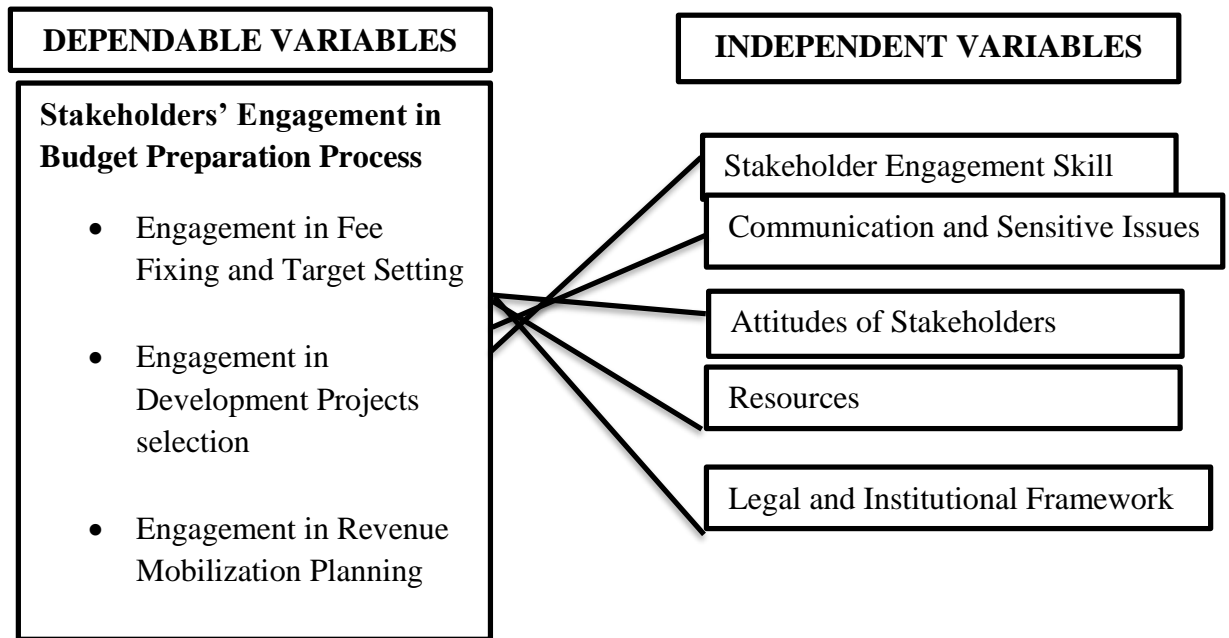 DEPENDABLE VARIABLES
Stakeholders’ Engagement in
Budget Preparation Process
• Engagement in Fee
Fixing and Target Setting
• Engagement in
Development Projects
selection
• Engagement in Revenue
Mobilization Planning
INDEPENDENT VARIABLES
Stakeholder Engagement Skill
Communication and Sensitive Issues
Attitudes of Stakeholders
Resources
Legal and Institutional Framework